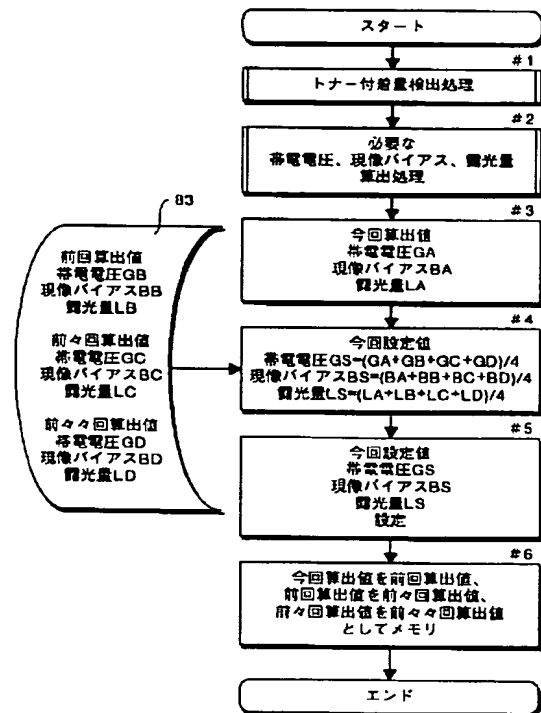 スタート
#1
トナー付着量検出処理
#2
必要な
帯電電圧、現像バイアス、露光量
算出処理
#3
今回算出値
帯電電圧GA
現像バイアスBA
露光量LA
83
前回算出値
帯電電圧GB
現像バイアスBB
露光量LB
前々回算出値
帯電電圧GC
現像バイアスBC
露光量LC
前々々回算出値
帯電電圧GD
現像バイアスBD
露光量LD
#4
今回設定値
帯電電圧GS=(GA+GB+GC+GD)/4
現像バイアスBS=(BA+BB+BC+BD)/4
露光量LS=(LA+LB+LC+LD)/4
#5
今回設定値
帯電電圧GS
現像バイアスBS
露光量LS
設定
#6
今回算出値を前回算出値、
前回算出値を前々回算出値、
前々回算出値を前々々回算出値
としてメモリ
エンド